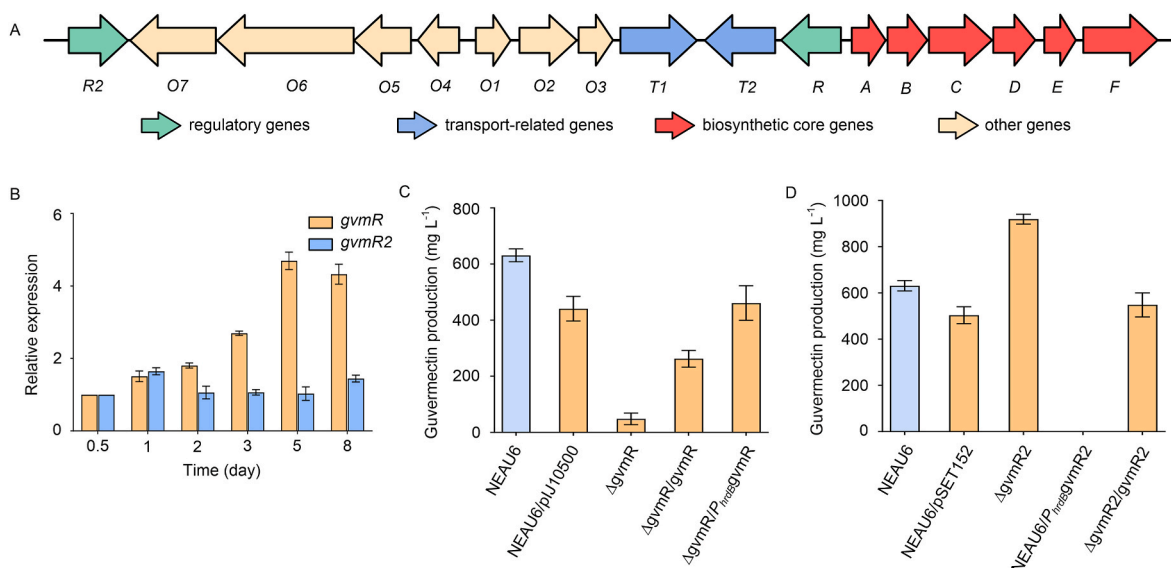 A
R2 O7 O6 O5 O4 O1 O2 O3 T1 T2 R A B C D E F
regulatory genes transport-related genes biosynthetic core genes other genes
B
Relative expression
6
4
2
0
gvmR
gvmR2
0.5 1 2 3 5 8
Time (day)
C
Guvermectin production (mg L⁻¹)
800
600
400
200
0
NEAU6
NEAU6/pIJ10500
ΔgvmR
ΔgvmR/gvmR
ΔgvmR/PhrdBgvmR
D
Guvermectin production (mg L⁻¹)
1000
800
600
400
200
0
NEAU6
NEAU6/pSET152
ΔgvmR2
NEAU6/PhrdBgvmR2
ΔgvmR2/gvmR2